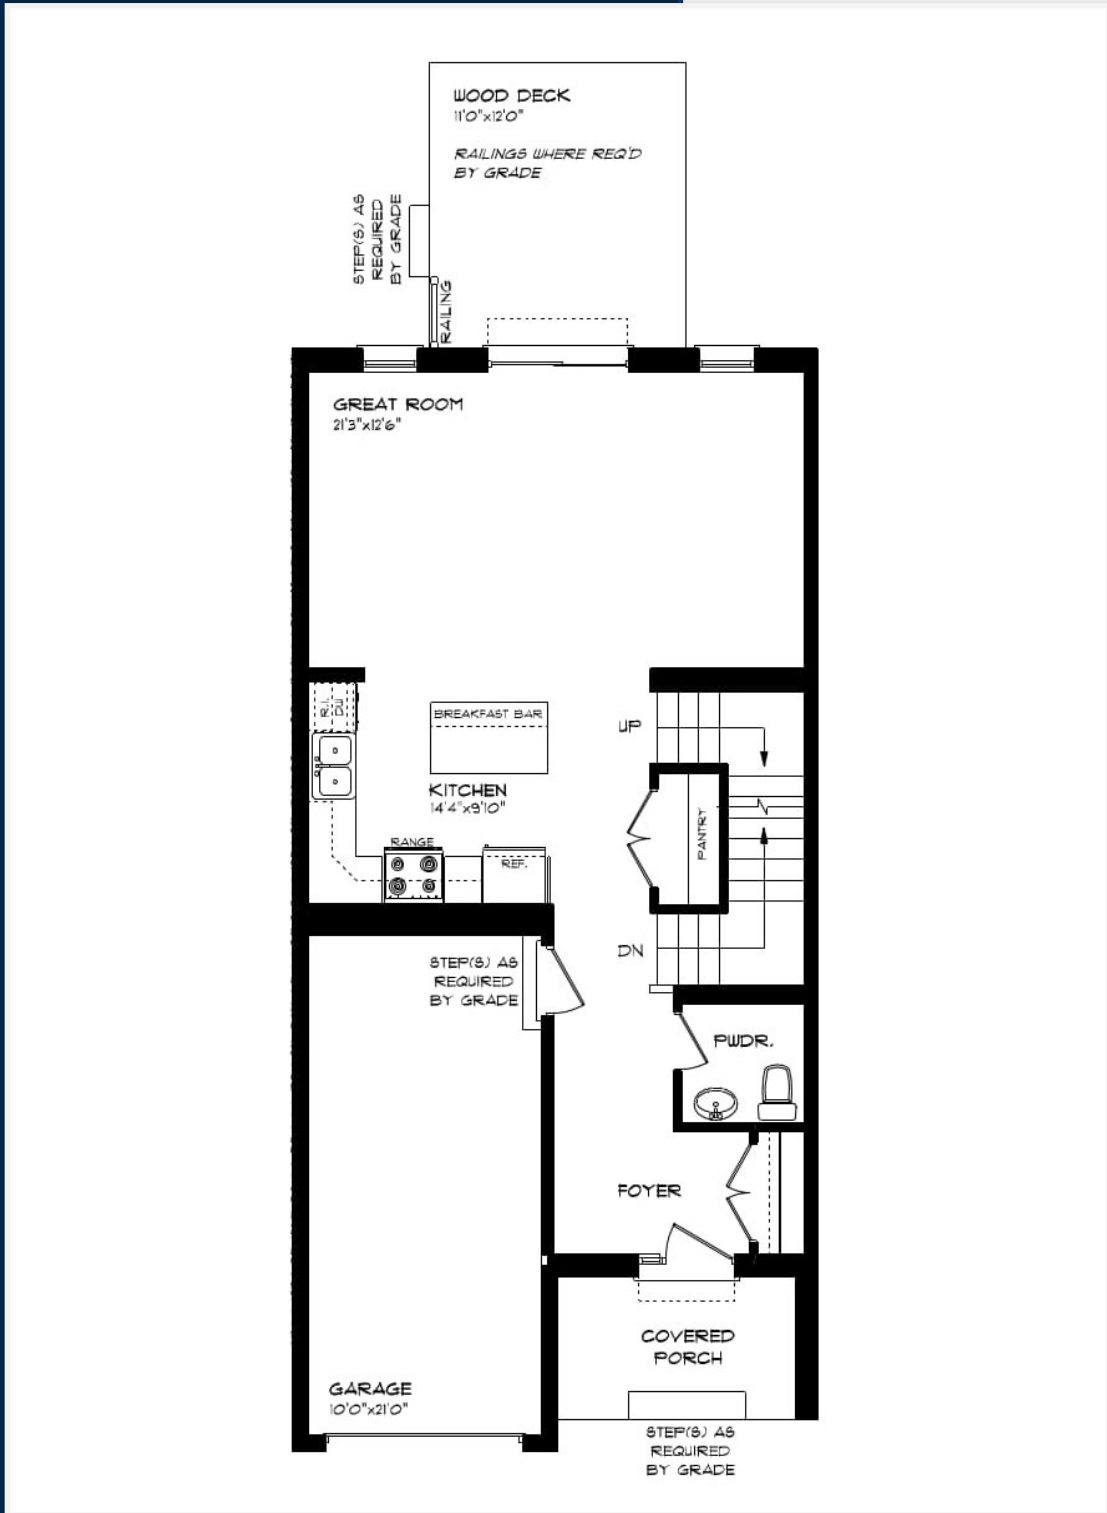 WOOD DECK
11'0"x12'0"
RAILINGS WHERE REQ'D
BY GRADE
STEP(S) AS
REQUIRED
BY GRADE
RAILING
GREAT ROOM
21'3"x12'6"
R.I.
DW
BREAKFAST BAR
UP
KITCHEN
14'4"x9'10"
PANTRY
RANGE
REF.
DN
STEP(S) AS
REQUIRED
BY GRADE
PWDR.
FOYER
COVERED
PORCH
GARAGE
10'0"x21'0"
STEP(S) AS
REQUIRED
BY GRADE